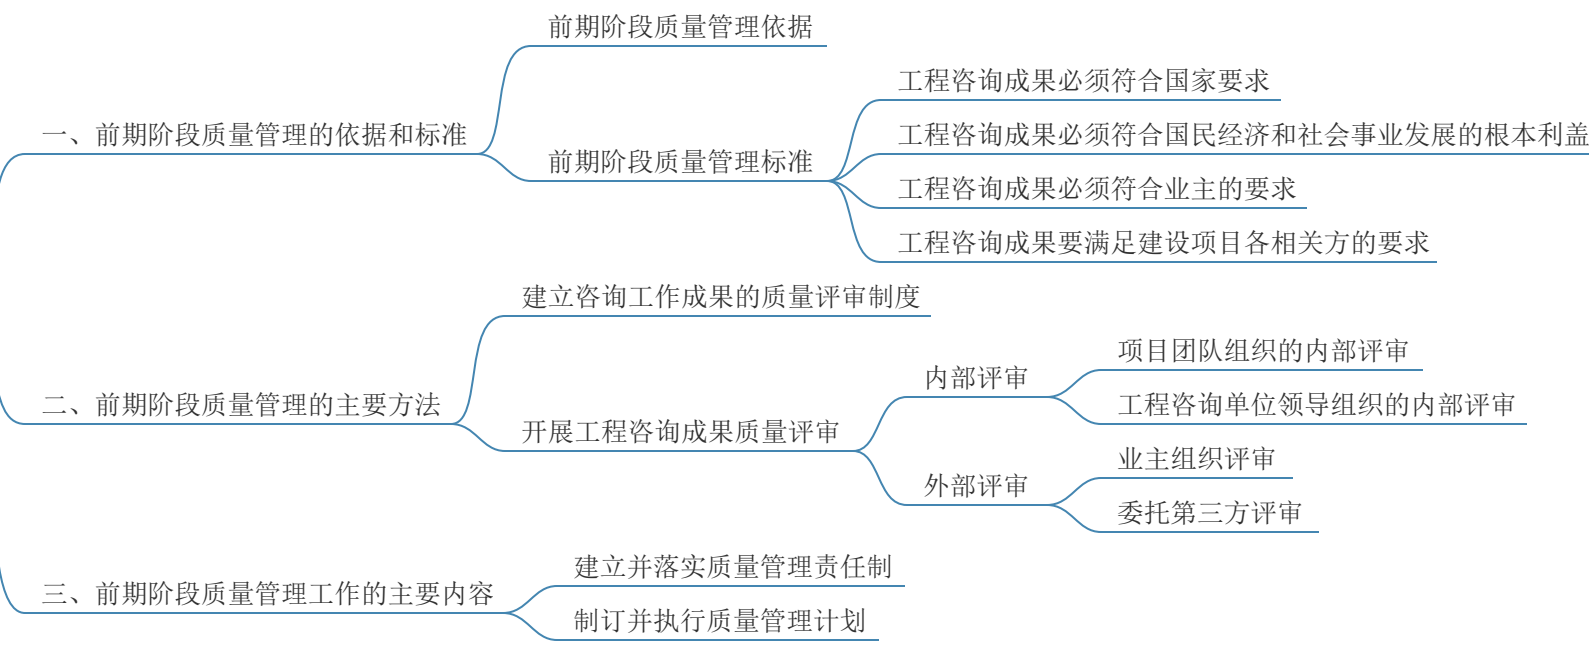 前期阶段质量管理依据
工程咨询成果必须符合国家要求
一、前期阶段质量管理的依据和标准
工程咨询成果必须符合国民经济和社会事业发展的根本利盖
前期阶段质量管理标准
工程咨询成果必须符合业主的要求
工程咨询成果要满足建设项目各相关方的要求
建立咨询工作成果的质量评审制度
项目团队组织的内部评审
内部评审
二、前期阶段质量管理的主要方法
工程咨询单位领导组织的内部评审
开展工程咨询成果质量评审
业主组织评审
外部评审
委托第三方评审
建立并落实质量管理责任制
三、前期阶段质量管理工作的主要内容
制订并执行质量管理计划